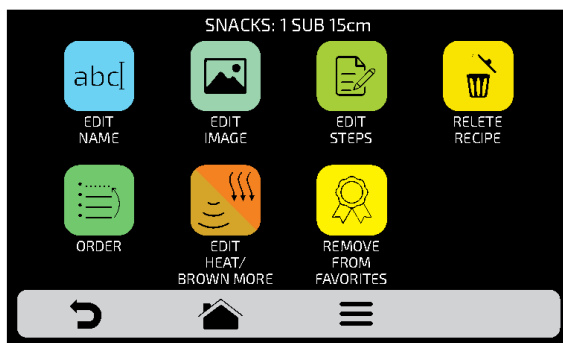 SNACKS: 1 SUB 15cm
abc
EDIT
NAME
EDIT
IMAGE
EDIT
STEPS
RELETE
RECIPE
ORDER
EDIT
HEAT/
BROWN MORE
REMOVE
FROM
FAVORITES